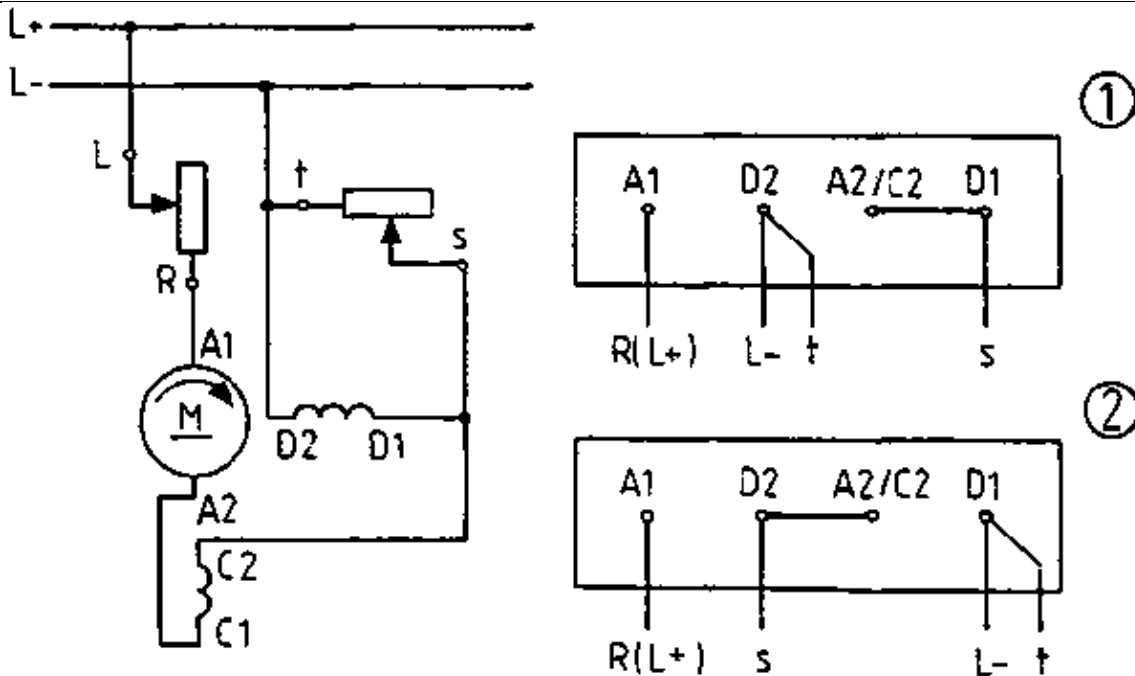 L+
L-
L
R
A1
M
A2
C2
C1
t
s
D2 D1
1
A1 D2 A2/C2 D1
R(L+) L- t s
2
A1 D2 A2/C2 D1
R(L+) s L- t